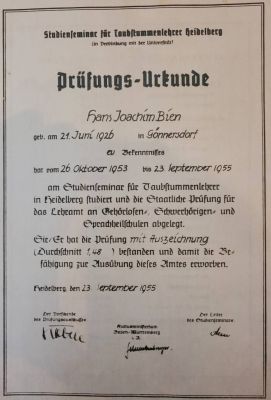 Studienseminar für Taubstummenlehrer Heidelberg
(in Verbindung mit der Universität)
Prüfungs-Urkunde
Hans Joachim Bien
geb. am 21. Juni 1926 in Gönnersdorf
ev Bekenntnisses
hat vom 26 Oktober 1953 bis 23 September 1955
am Studienseminar für Taubstummenlehrer
in Heidelberg studiert und die Staatliche Prüfung für
das Lehramt an Gehörlosen-, Schwerhörigen- und
Sprachheilschulen abgelegt.
Sie/Er hat die Prüfung mit Auszeichnung
(Durchschnitt 1,48) bestanden und damit die Be-
fähigung zur Ausübung dieses Amtes erworben.
Heidelberg, den 23 September 1955
Der Vorsitzende
des Prüfungsausschusses
Kultusministerium
Baden-Württemberg
i. A.
Der Leiter
des Studienseminars